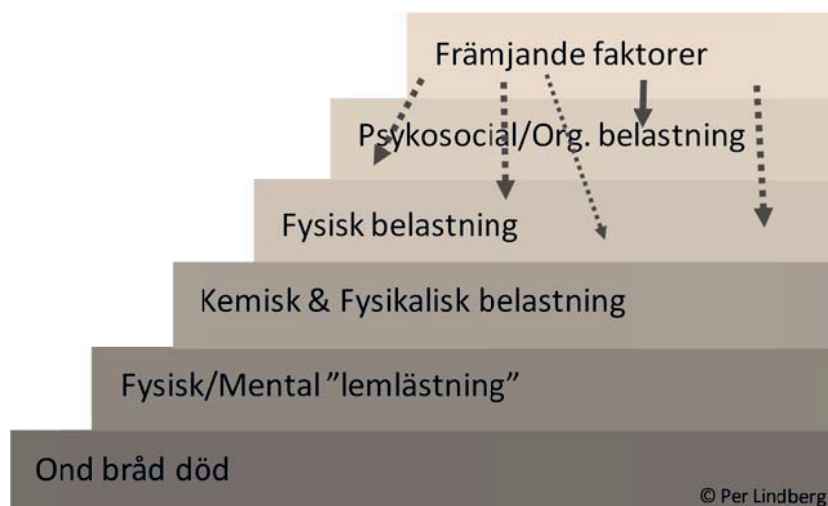 Främjande faktorer
Psykosocial/Org. belastning
Fysisk belastning
Kemisk & Fysikalisk belastning
Fysisk/Mental ”lemlästning”
Ond bråd död
© Per Lindberg